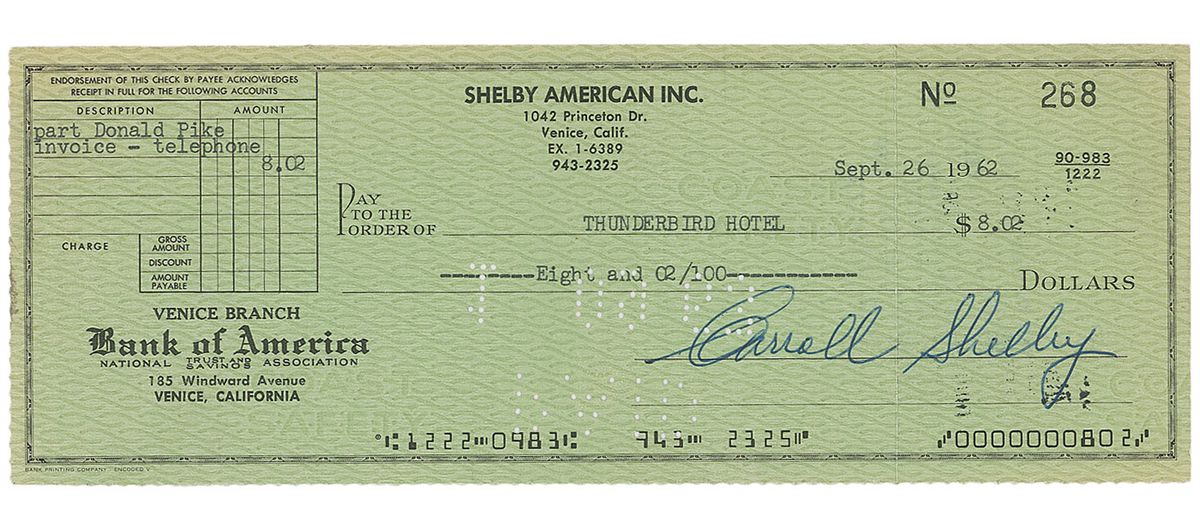 ENDORSEMENT OF THIS CHECK BY PAYEE ACKNOWLEDGES
RECEIPT IN FULL FOR THE FOLLOWING ACCOUNTS
DESCRIPTION AMOUNT
part Donald Pike
invoice - telephone
8.02
CHARGE
GROSS AMOUNT
DISCOUNT
AMOUNT PAYABLE
VENICE BRANCH
Bank of America
NATIONAL TRUST AND SAVINGS ASSOCIATION
185 Windward Avenue
VENICE, CALIFORNIA
SHELBY AMERICAN INC.
1042 Princeton Dr.
Venice, Calif.
EX. 1-6389
943-2325
Nº 268
Sept. 26 1962
90-983
1222
PAY
TO THE
ORDER OF THUNDERBIRD HOTEL $8.02
-----Eight and 02/100----- DOLLARS
Carroll Shelby
⑆1222⑉0983⑆ 943⑉ 2325⑈ ⑇0000000802⑇
BANK PRINTING COMPANY ENCODED V